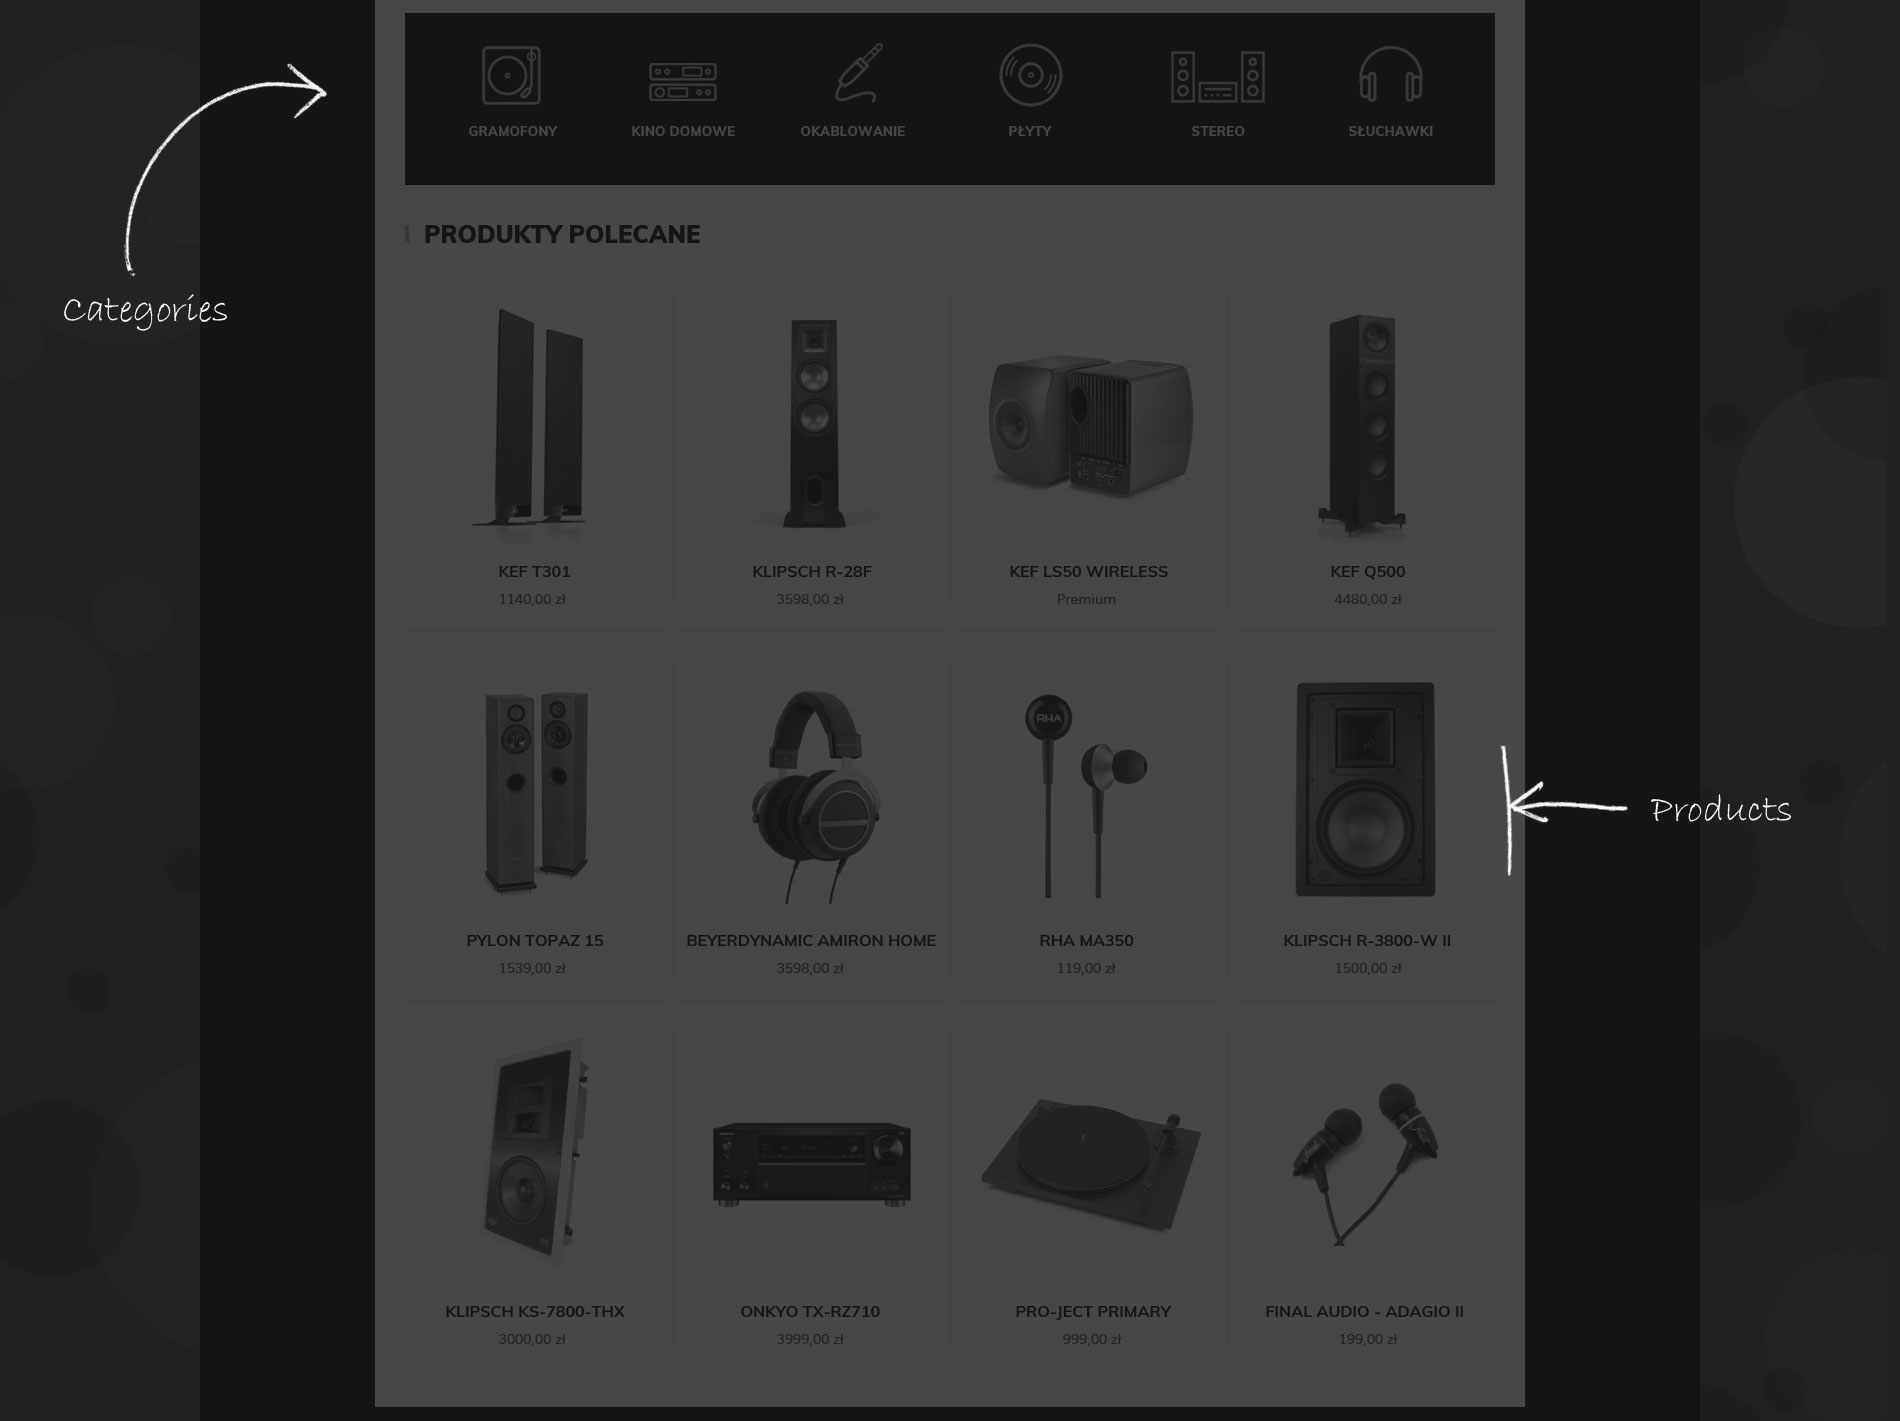 GRAMOFONY
KINO DOMOWE
OKABLOWANIE
PŁYTY
STEREO
SŁUCHAWKI
Categories
PRODUKTY POLECANE
KEF T301
1140,00 zł
KLIPSCH R-28F
3598,00 zł
KEF LS50 WIRELESS
Premium
KEF Q500
4480,00 zł
RHA
Products
PYLON TOPAZ 15
1539,00 zł
BEYERDYNAMIC AMIRON HOME
3598,00 zł
RHA MA350
119,00 zł
KLIPSCH R-3800-W II
1500,00 zł
KLIPSCH KS-7800-THX
3000,00 zł
ONKYO TX-RZ710
3999,00 zł
PRO-JECT PRIMARY
999,00 zł
FINAL AUDIO - ADAGIO II
199,00 zł